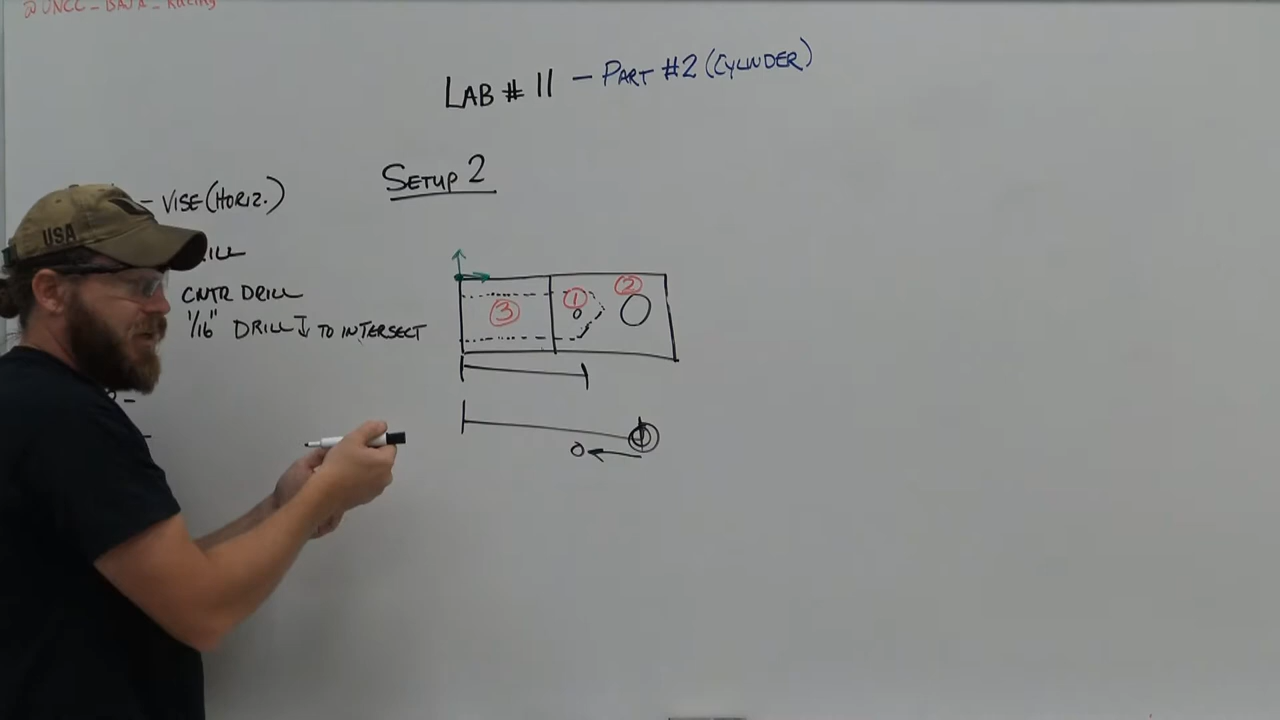 @UNCC_BAJA_Racing
LAB # 11 – PART #2 (CYLINDER)
SETUP 2
– VISE (HORIZ.)
CNTR DRILL
1/16" DRILL ↧ TO INTERSECT
USA
3
1
2